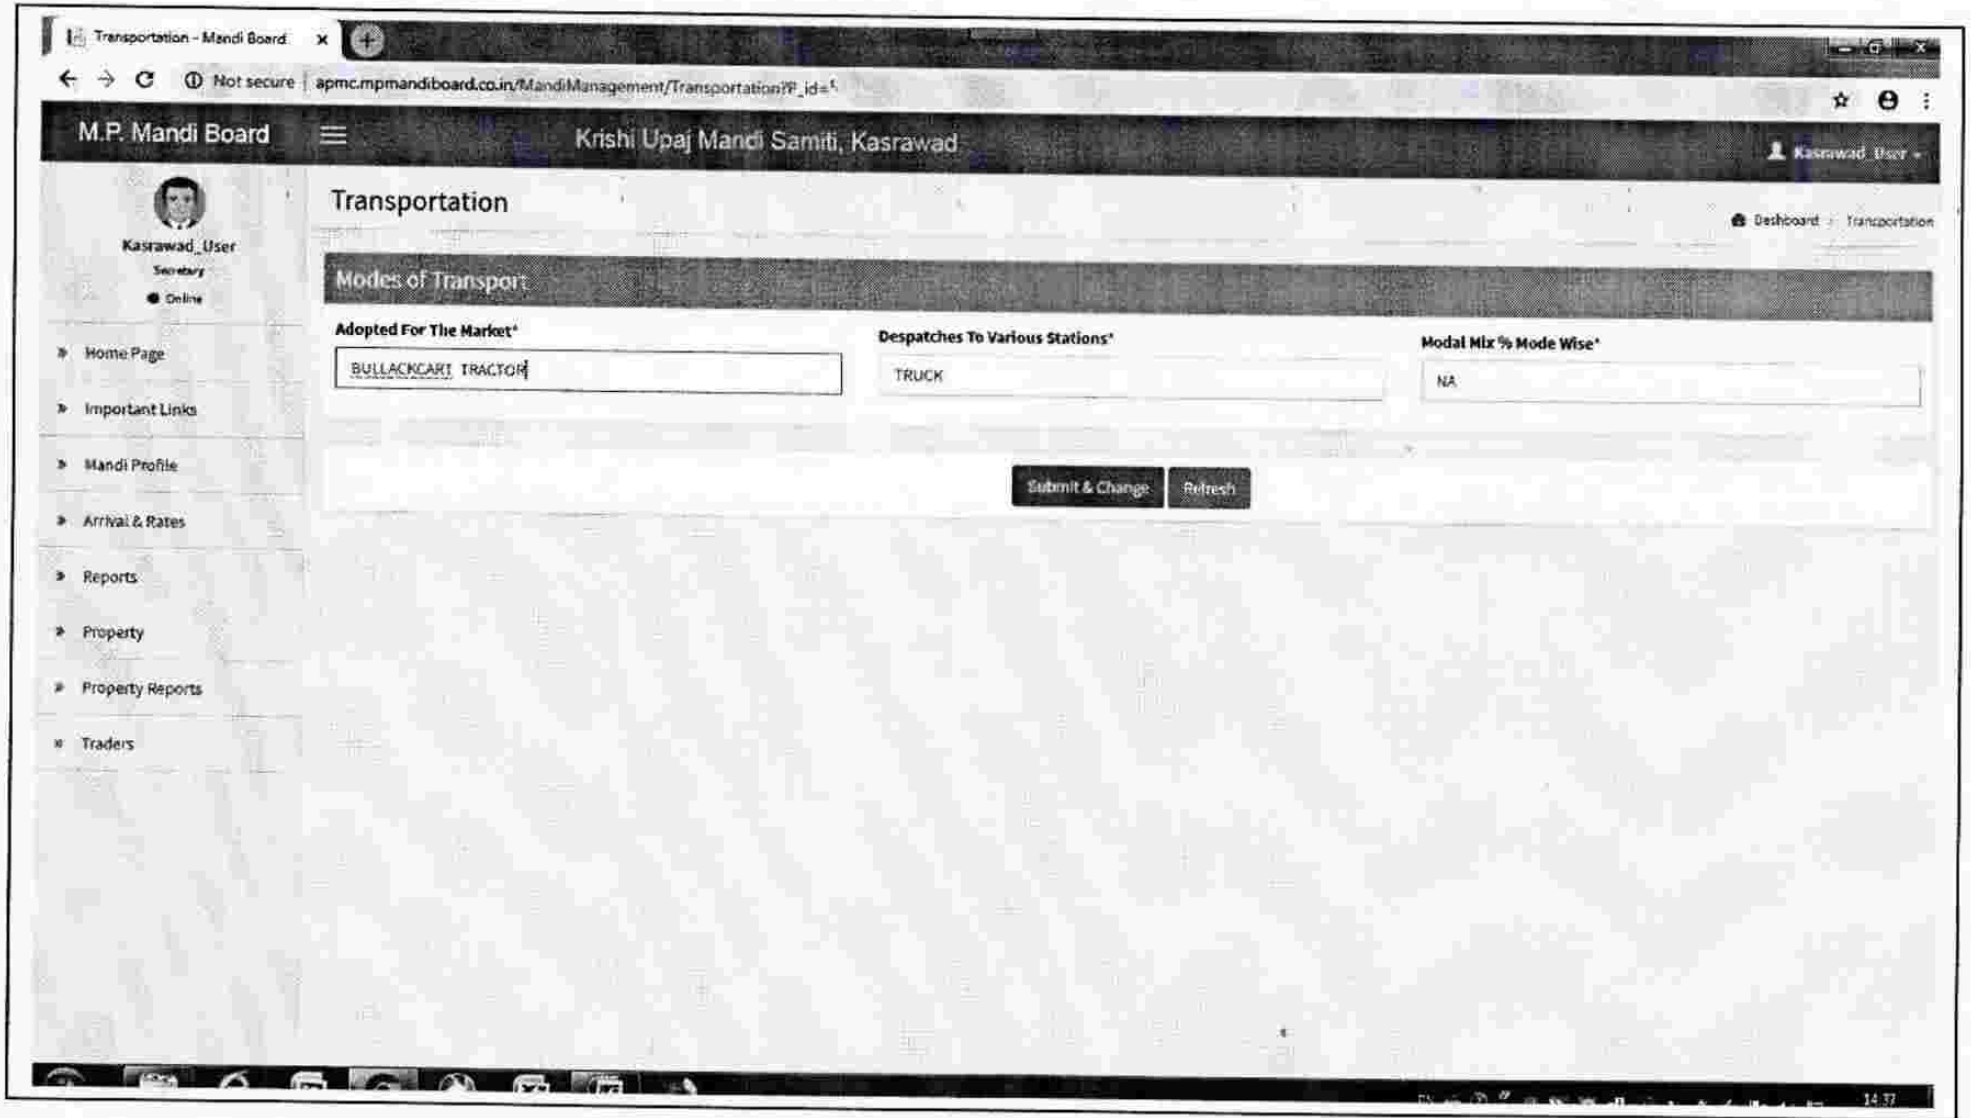 Transportation - Mandi Board
Not secure apmc.mpmandiboard.co.in/MandiManagement/Transportation?P_id=
M.P. Mandi Board
Krishi Upaj Mandi Samiti, Kasrawad
Kasrawad_User
Kasrawad_User
Secretary
Online
Transportation
Dashboard / Transportation
Modes of Transport
Adopted For The Market*
Despatches To Various Stations*
Modal Mix % Mode Wise*
BULLACKCART TRACTOR
TRUCK
NA
Submit & Change
Refresh
Home Page
Important Links
Mandi Profile
Arrival & Rates
Reports
Property
Property Reports
Traders
14:37